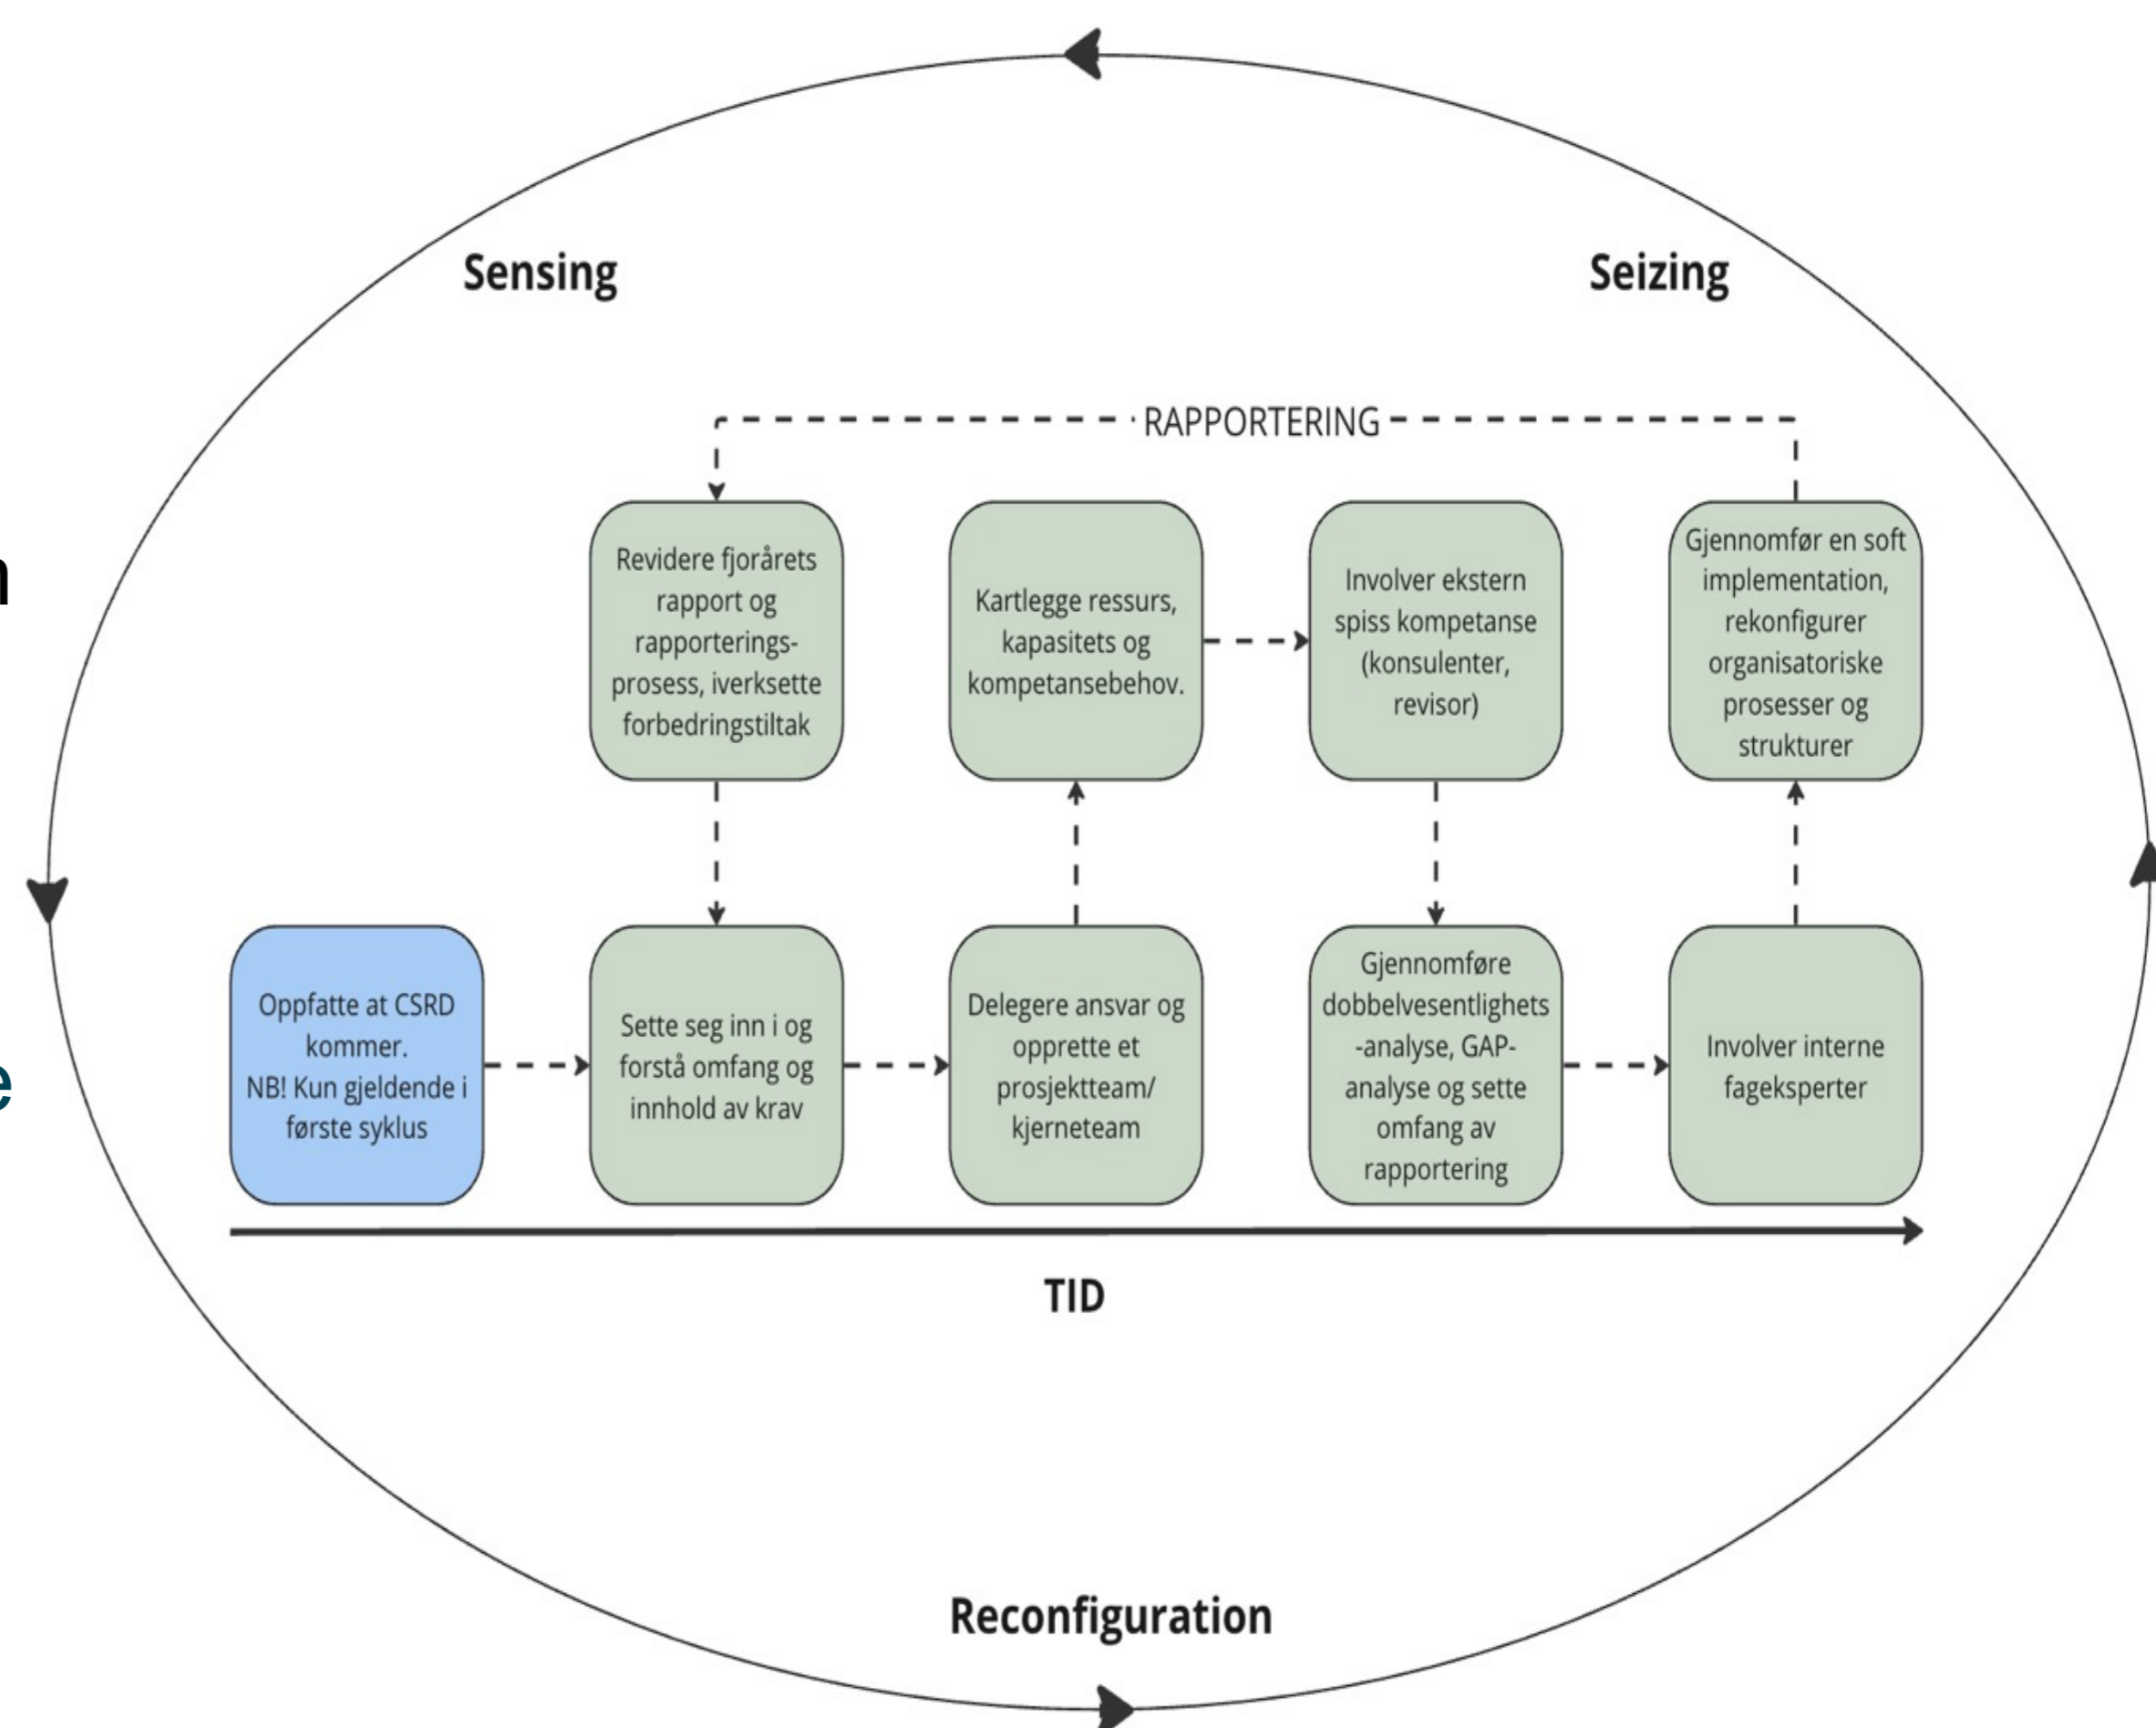 Sensing
Seizing
RAPPORTERING
Revidere fjorårets
rapport og
rapporterings-
prosess, iverksette
forbedringstiltak
Kartlegge ressurs,
kapasitets og
kompetansebehov.
Involver ekstern
spiss kompetanse
(konsulenter,
revisor)
Gjennomfør en soft
implementation,
rekonfigurer
organisatoriske
prosesser og
strukturer
Oppfatte at CSRD
kommer.
NB! Kun gjeldende i
første syklus
Sette seg inn i og
forstå omfang og
innhold av krav
Delegere ansvar og
opprette et
prosjektteam/
kjerneteam
Gjennomføre
dobbelvesentlighets
-analyse, GAP-
analyse og sette
omfang av
rapportering
Involver interne
fageksperter
TID
Reconfiguration